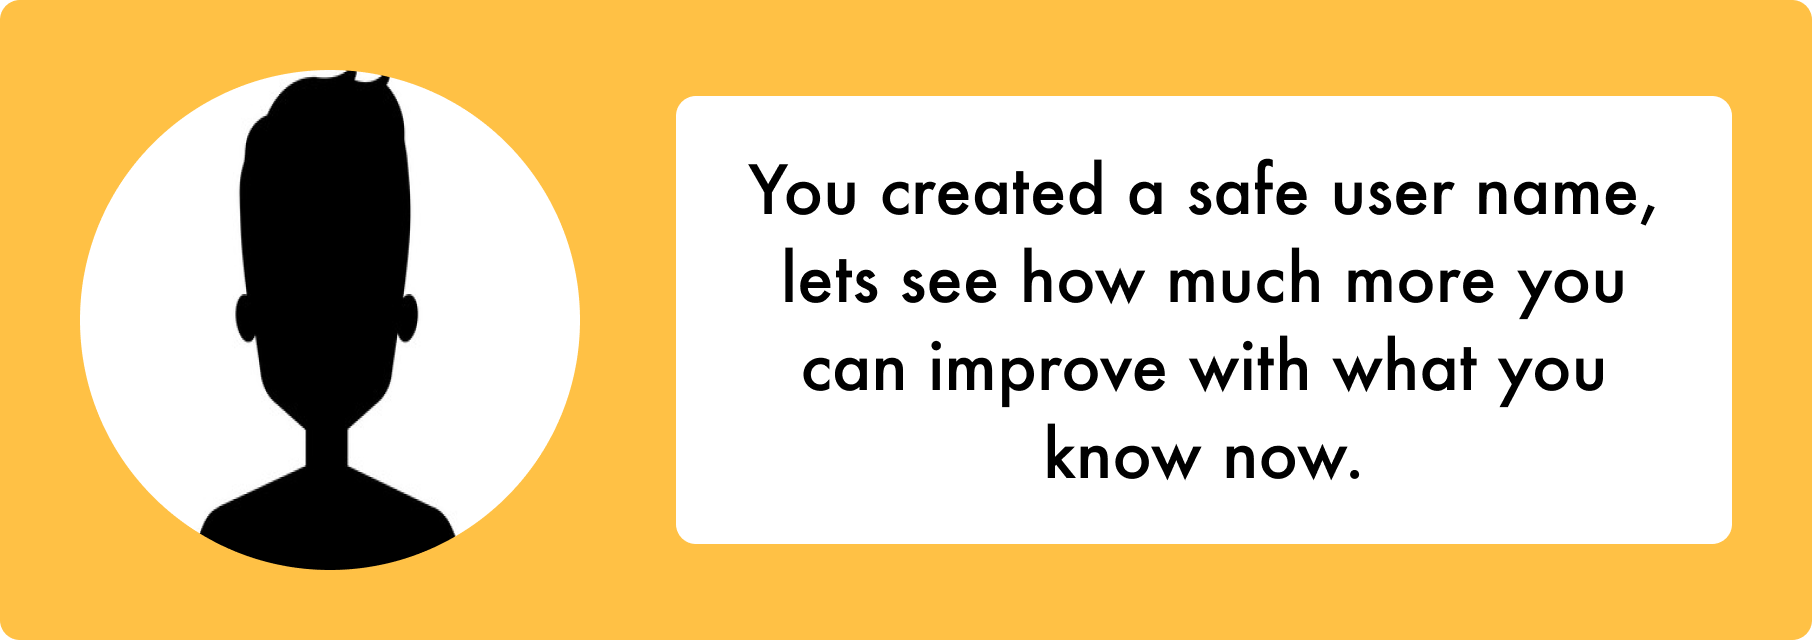 You created a safe user name,
lets see how much more you
can improve with what you
know now.